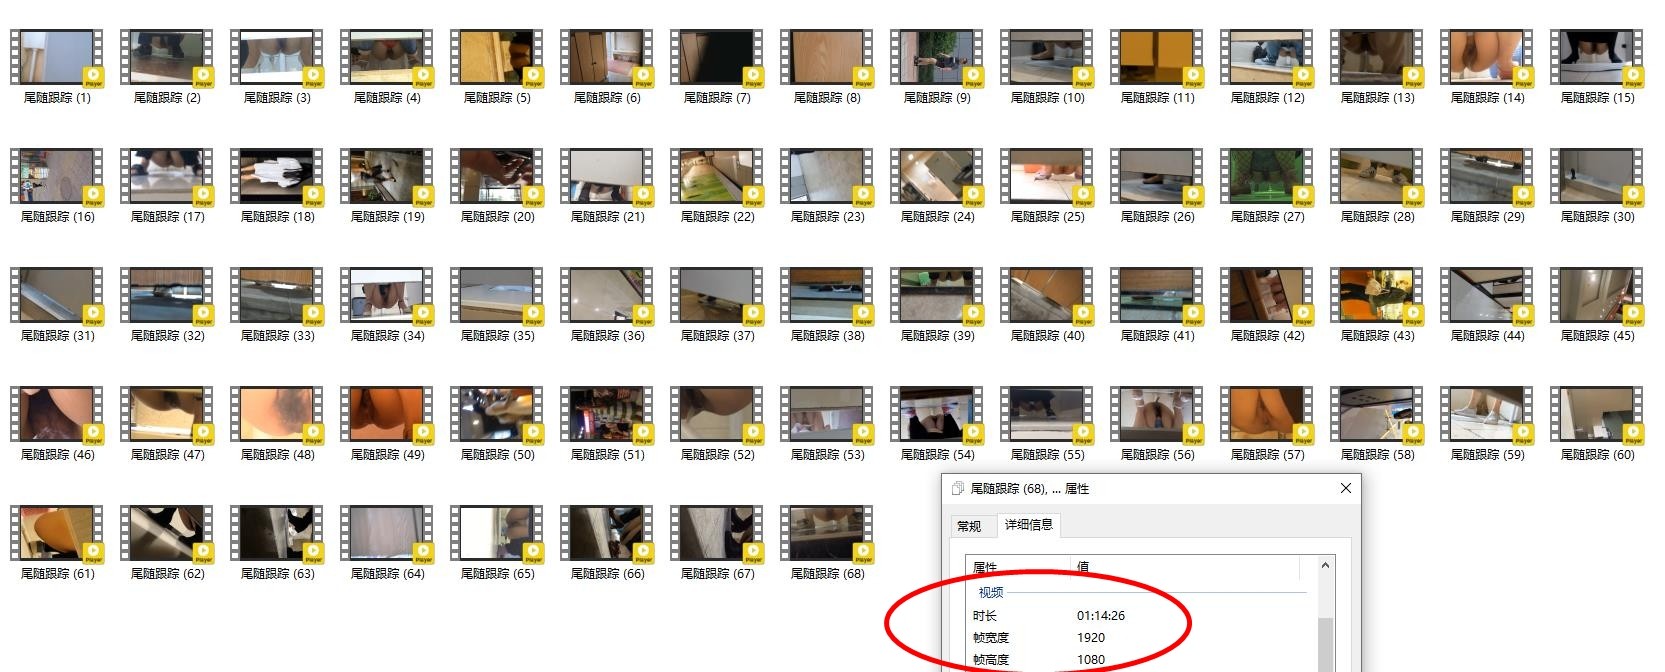 尾随跟踪 (1) 尾随跟踪 (2) 尾随跟踪 (3) 尾随跟踪 (4) 尾随跟踪 (5) 尾随跟踪 (6) 尾随跟踪 (7) 尾随跟踪 (8) 尾随跟踪 (9) 尾随跟踪 (10) 尾随跟踪 (11) 尾随跟踪 (12) 尾随跟踪 (13) 尾随跟踪 (14) 尾随跟踪 (15)
尾随跟踪 (16) 尾随跟踪 (17) 尾随跟踪 (18) 尾随跟踪 (19) 尾随跟踪 (20) 尾随跟踪 (21) 尾随跟踪 (22) 尾随跟踪 (23) 尾随跟踪 (24) 尾随跟踪 (25) 尾随跟踪 (26) 尾随跟踪 (27) 尾随跟踪 (28) 尾随跟踪 (29) 尾随跟踪 (30)
尾随跟踪 (31) 尾随跟踪 (32) 尾随跟踪 (33) 尾随跟踪 (34) 尾随跟踪 (35) 尾随跟踪 (36) 尾随跟踪 (37) 尾随跟踪 (38) 尾随跟踪 (39) 尾随跟踪 (40) 尾随跟踪 (41) 尾随跟踪 (42) 尾随跟踪 (43) 尾随跟踪 (44) 尾随跟踪 (45)
尾随跟踪 (46) 尾随跟踪 (47) 尾随跟踪 (48) 尾随跟踪 (49) 尾随跟踪 (50) 尾随跟踪 (51) 尾随跟踪 (52) 尾随跟踪 (53) 尾随跟踪 (54) 尾随跟踪 (55) 尾随跟踪 (56) 尾随跟踪 (57) 尾随跟踪 (58) 尾随跟踪 (59) 尾随跟踪 (60)
尾随跟踪 (61) 尾随跟踪 (62) 尾随跟踪 (63) 尾随跟踪 (64) 尾随跟踪 (65) 尾随跟踪 (66) 尾随跟踪 (67) 尾随跟踪 (68)
尾随跟踪 (68), ... 属性
常规 详细信息
属性 值
视频
时长 01:14:26
帧宽度 1920
帧高度 1080